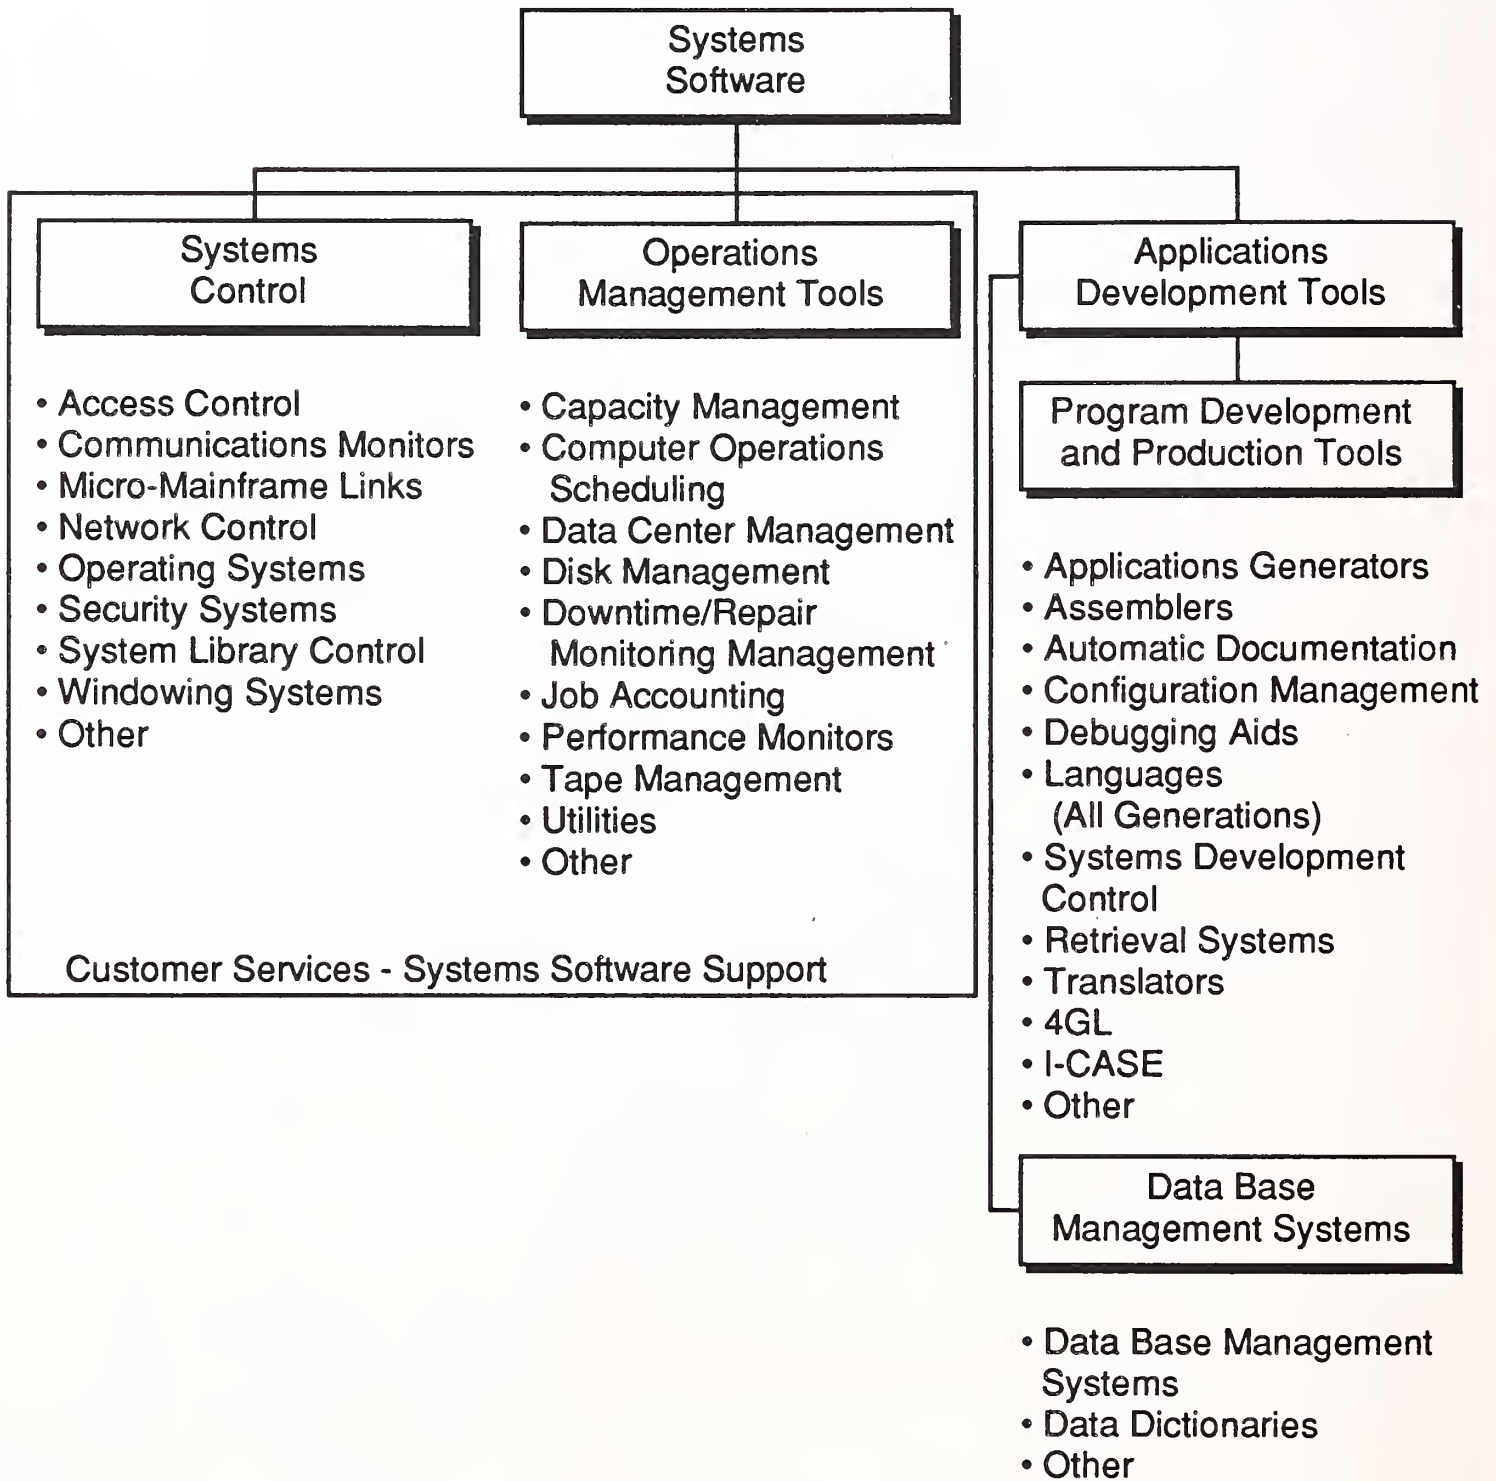 Systems
Software
Systems
Control
• Access Control
• Communications Monitors
• Micro-Mainframe Links
• Network Control
• Operating Systems
• Security Systems
• System Library Control
• Windowing Systems
• Other
Operations
Management Tools
• Capacity Management
• Computer Operations
Scheduling
• Data Center Management
• Disk Management
• Downtime/Repair
Monitoring Management
• Job Accounting
• Performance Monitors
• Tape Management
• Utilities
• Other
Customer Services - Systems Software Support
Applications
Development Tools
Program Development
and Production Tools
• Applications Generators
• Assemblers
• Automatic Documentation
• Configuration Management
• Debugging Aids
• Languages
(All Generations)
• Systems Development
Control
• Retrieval Systems
• Translators
• 4GL
• I-CASE
• Other
Data Base
Management Systems
• Data Base Management
Systems
• Data Dictionaries
• Other